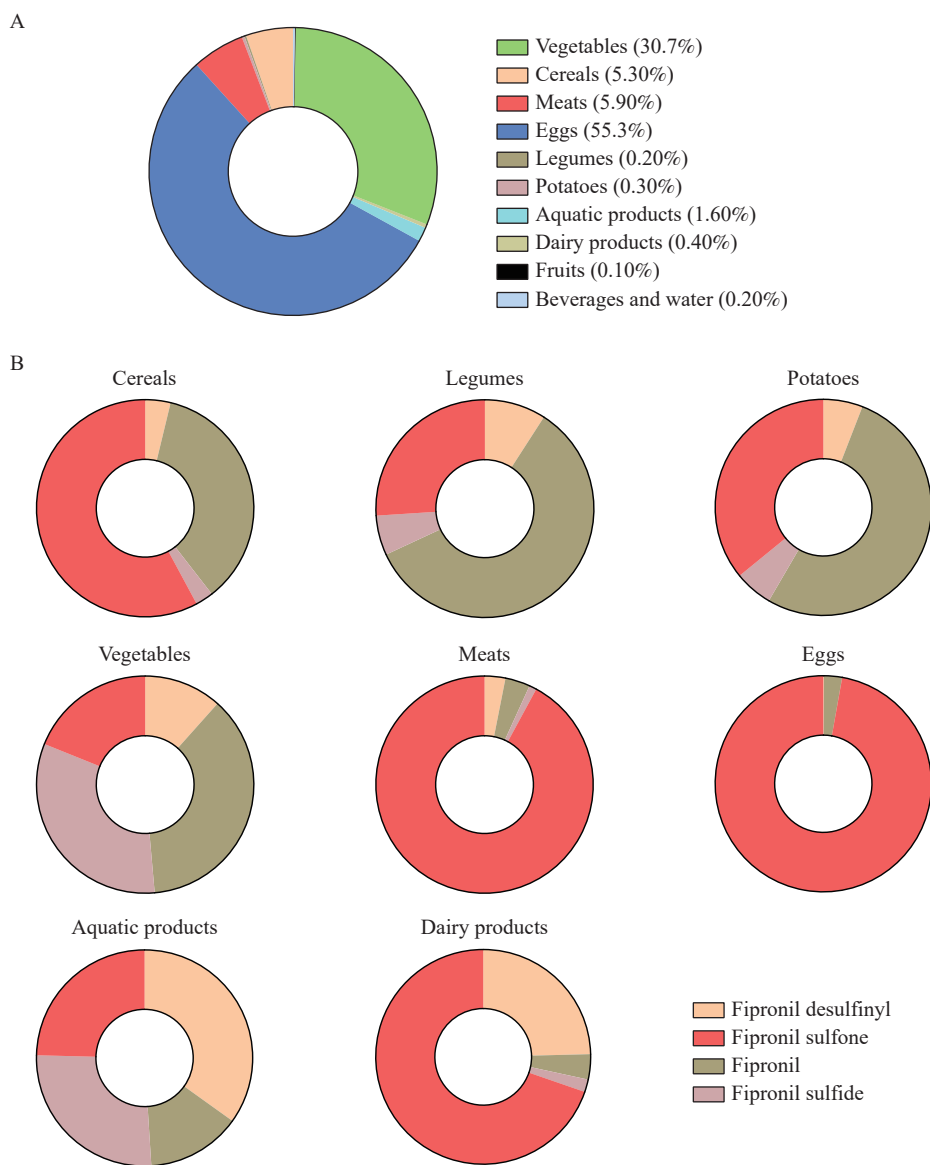 A
Vegetables (30.7%)
Cereals (5.30%)
Meats (5.90%)
Eggs (55.3%)
Legumes (0.20%)
Potatoes (0.30%)
Aquatic products (1.60%)
Dairy products (0.40%)
Fruits (0.10%)
Beverages and water (0.20%)
B
Cereals
Legumes
Potatoes
Vegetables
Meats
Eggs
Aquatic products
Dairy products
Fipronil desulfinyl
Fipronil sulfone
Fipronil
Fipronil sulfide